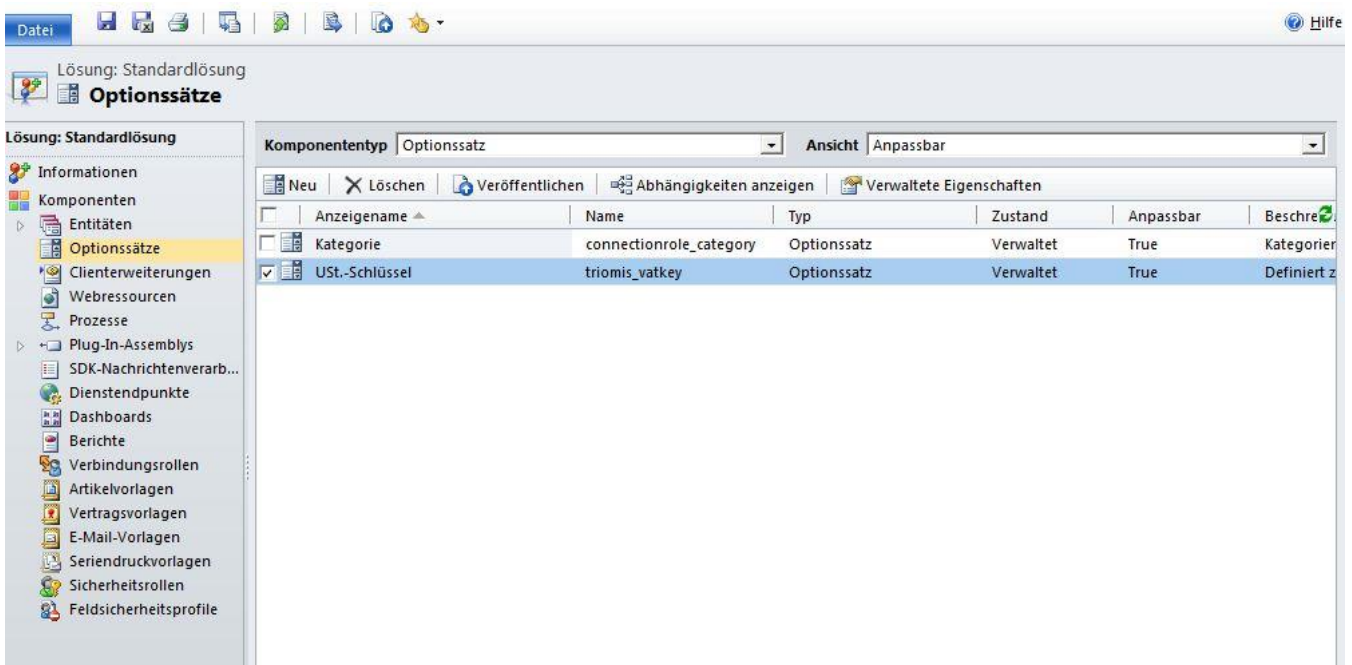 Datei
Hilfe
Lösung: Standardlösung
Optionssätze
Lösung: Standardlösung
Informationen
Komponenten
Entitäten
Optionssätze
Clienterweiterungen
Webressourcen
Prozesse
Plug-In-Assemblys
SDK-Nachrichtenverarb...
Dienstendpunkte
Dashboards
Berichte
Verbindungsrollen
Artikelvorlagen
Vertragsvorlagen
E-Mail-Vorlagen
Seriendruckvorlagen
Sicherheitsrollen
Feldsicherheitsprofile
Komponententyp Optionssatz Ansicht Anpassbar
Neu Löschen Veröffentlichen Abhängigkeiten anzeigen Verwaltete Eigenschaften
Anzeigename Name Typ Zustand Anpassbar Beschre
Kategorie connectionrole_category Optionssatz Verwaltet True Kategorier
USt.-Schlüssel triomis_vatkey Optionssatz Verwaltet True Definiert z